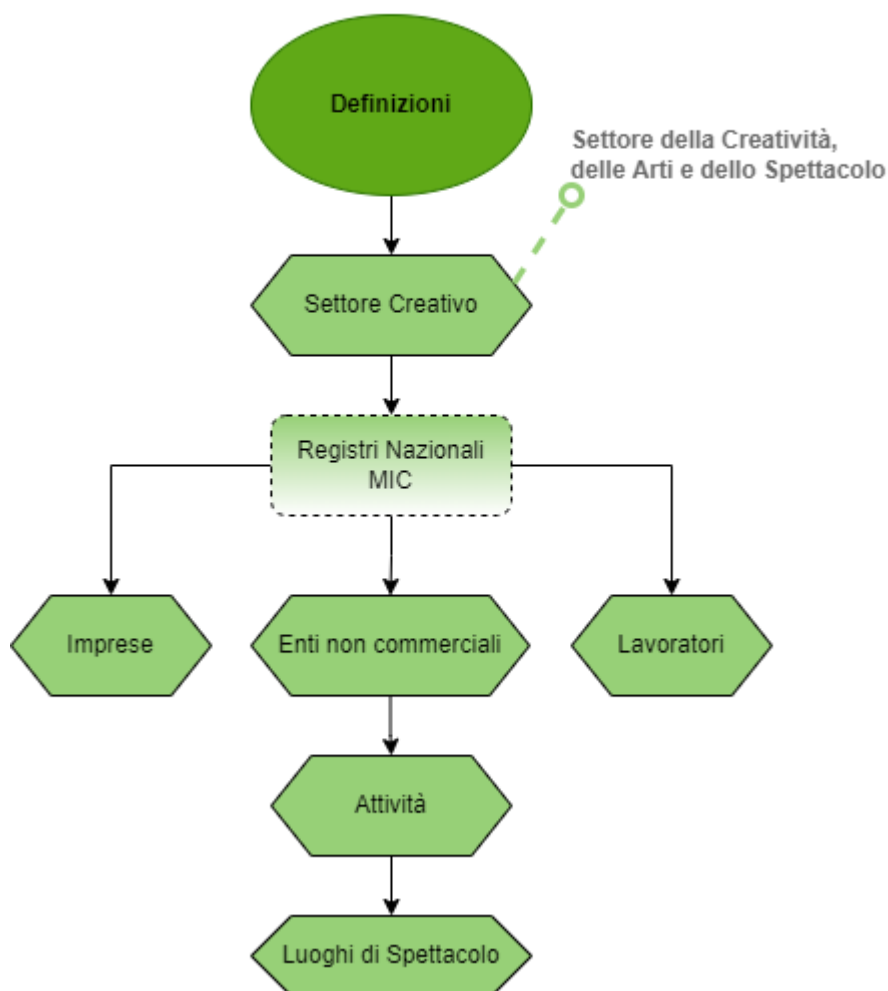 Definizioni
Settore della Creatività,
delle Arti e dello Spettacolo
Settore Creativo
Registri Nazionali
MIC
Imprese
Enti non commerciali
Lavoratori
Attività
Luoghi di Spettacolo